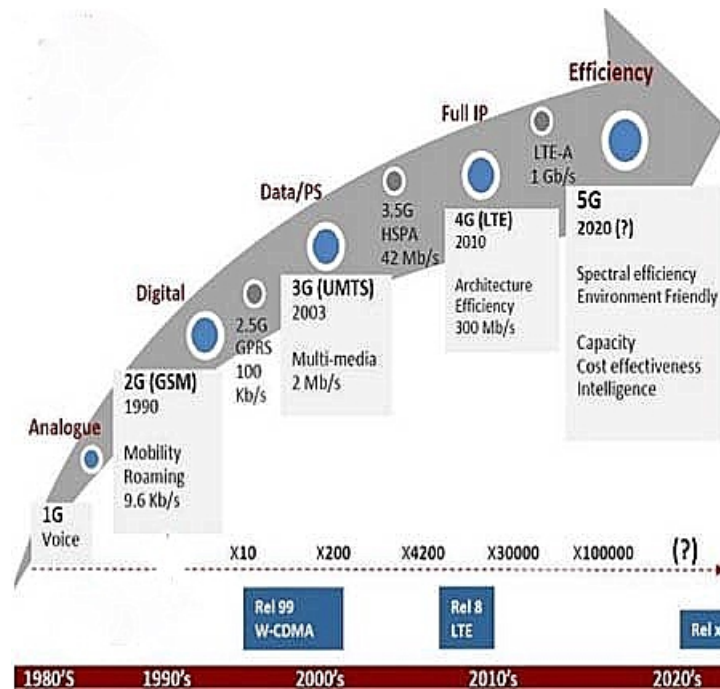 Efficiency
Full IP
LTE-A
1 Gb/s
Data/PS
3.5G
HSPA
42 Mb/s
4G (LTE)
2010
Architecture
Efficiency
300 Mb/s
5G
2020 (?)
Spectral efficiency
Environment Friendly
Capacity
Cost effectiveness
Intelligence
Digital
2.5G
GPRS
100
Kb/s
3G (UMTS)
2003
Multi-media
2 Mb/s
2G (GSM)
1990
Mobility
Roaming
9.6 Kb/s
Analogue
1G
Voice
X10 X200 X4200 X30000 X100000 (?)
Rel 99
W-CDMA
Rel 8
LTE
Rel x
1980'S 1990's 2000's 2010's 2020's